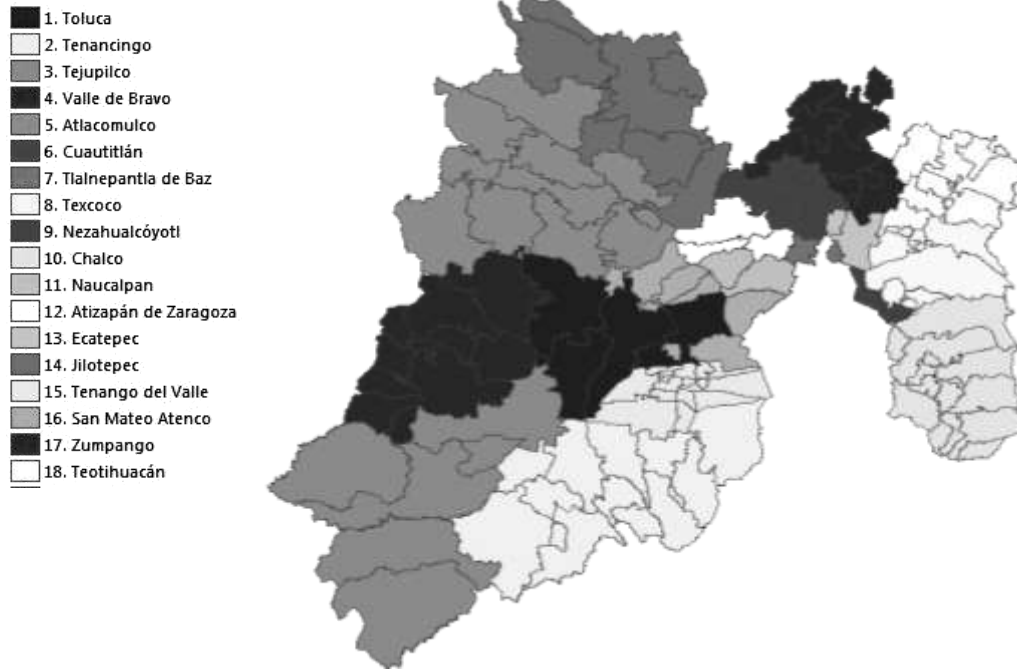 1. Toluca
2. Tenancingo
3. Tejupilco
4. Valle de Bravo
5. Atlacomulco
6. Cuautitlán
7. Tlalnepantla de Baz
8. Texcoco
9. Nezahualcóyotl
10. Chalco
11. Naucalpan
12. Atizapán de Zaragoza
13. Ecatepec
14. Jilotepec
15. Tenango del Valle
16. San Mateo Atenco
17. Zumpango
18. Teotihuacán